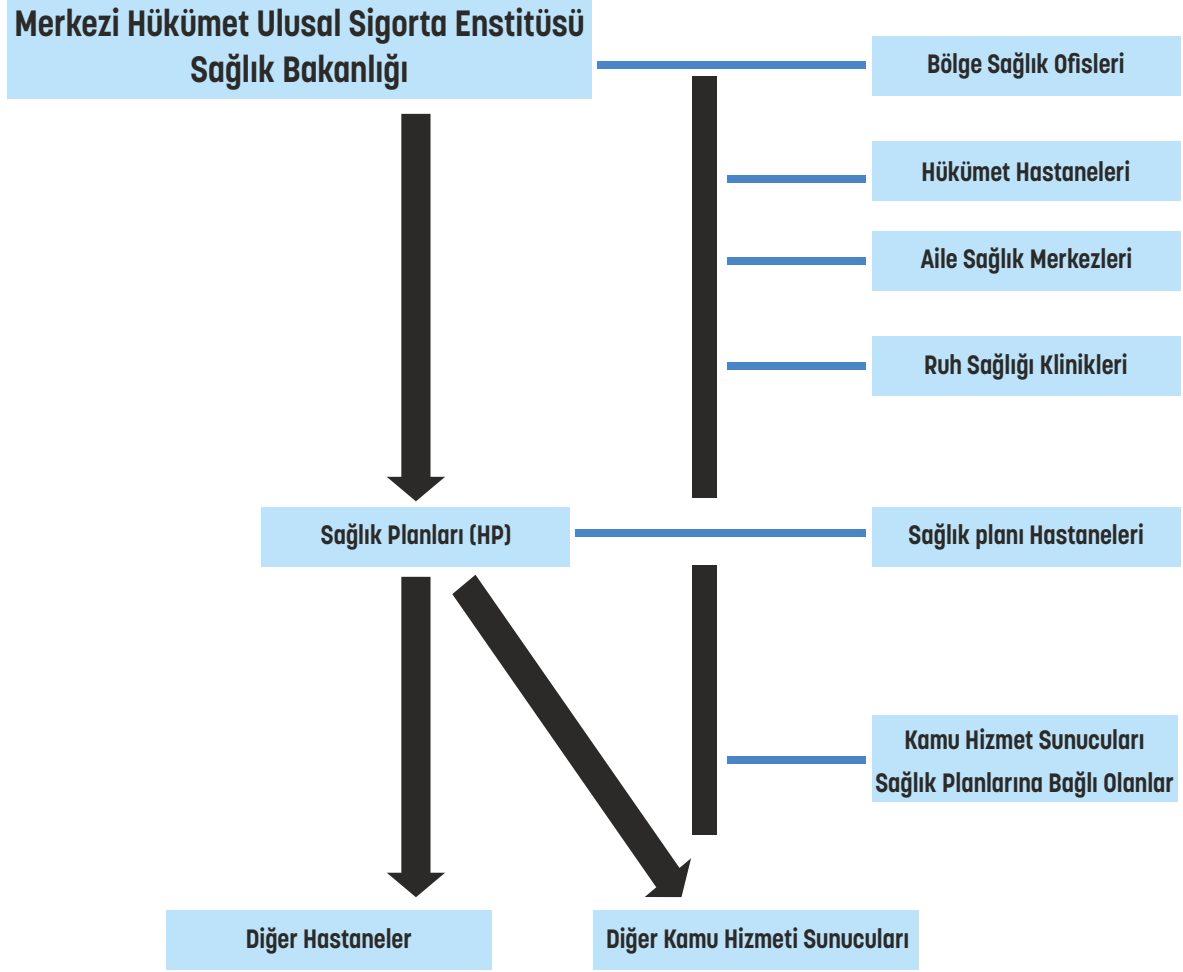 Merkezi Hükümet Ulusal Sigorta Enstitüsü
Sağlık Bakanlığı
Bölge Sağlık Ofisleri
Hükümet Hastaneleri
Aile Sağlık Merkezleri
Ruh Sağlığı Klinikleri
Sağlık Planları (HP)
Sağlık planı Hastaneleri
Kamu Hizmet Sunucuları
Sağlık Planlarına Bağlı Olanlar
Diğer Hastaneler
Diğer Kamu Hizmeti Sunucuları